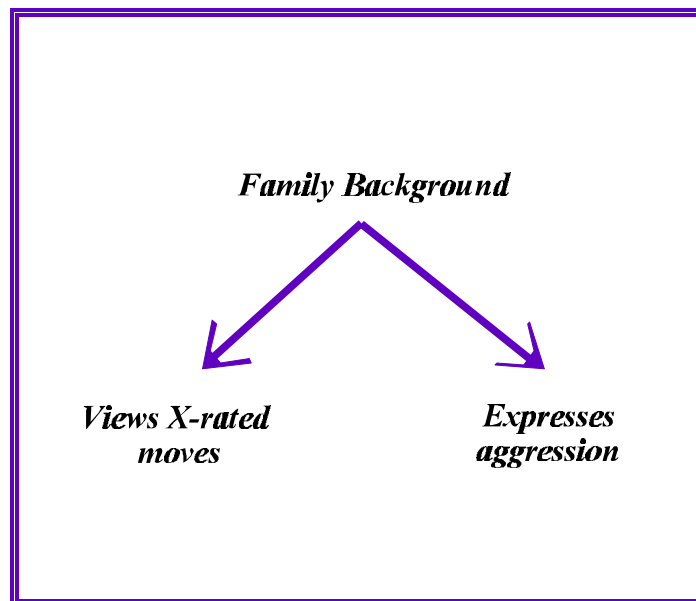 Family Background
Views X-rated
moves
Expresses
aggression